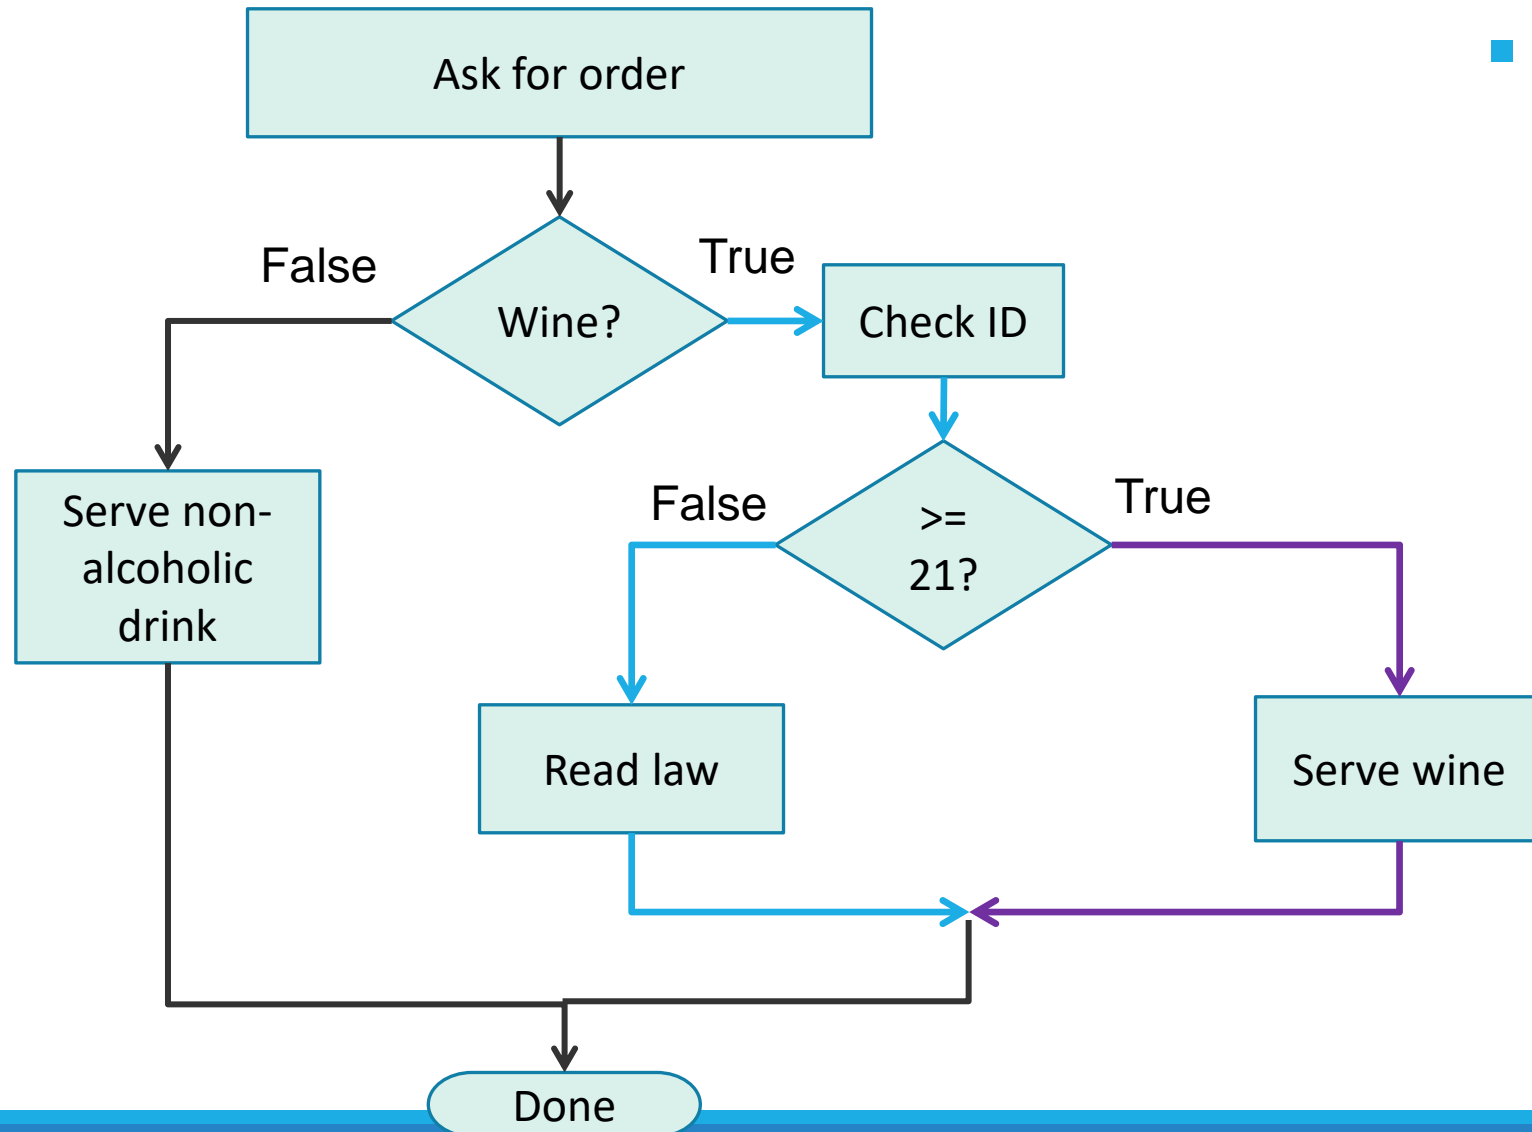 Ask for order
False
True
Wine?
Check ID
False
True
>=
21?
Serve non-
alcoholic
drink
Read law
Serve wine
Done